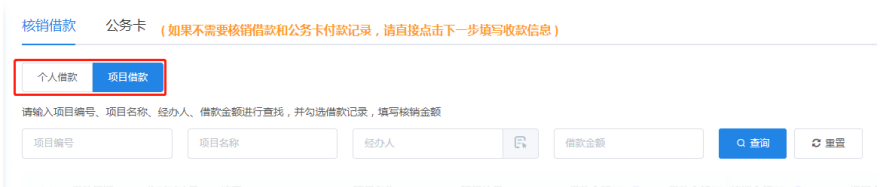 核销借款 公务卡 (如果不需要核销借款和公务卡付款记录，请直接点击下一步填写收款信息)
个人借款 项目借款
请输入项目编号、项目名称、经办人、借款金额进行查找，并勾选借款记录，填写核销金额
项目编号 项目名称 经办人 借款金额 查询 重置